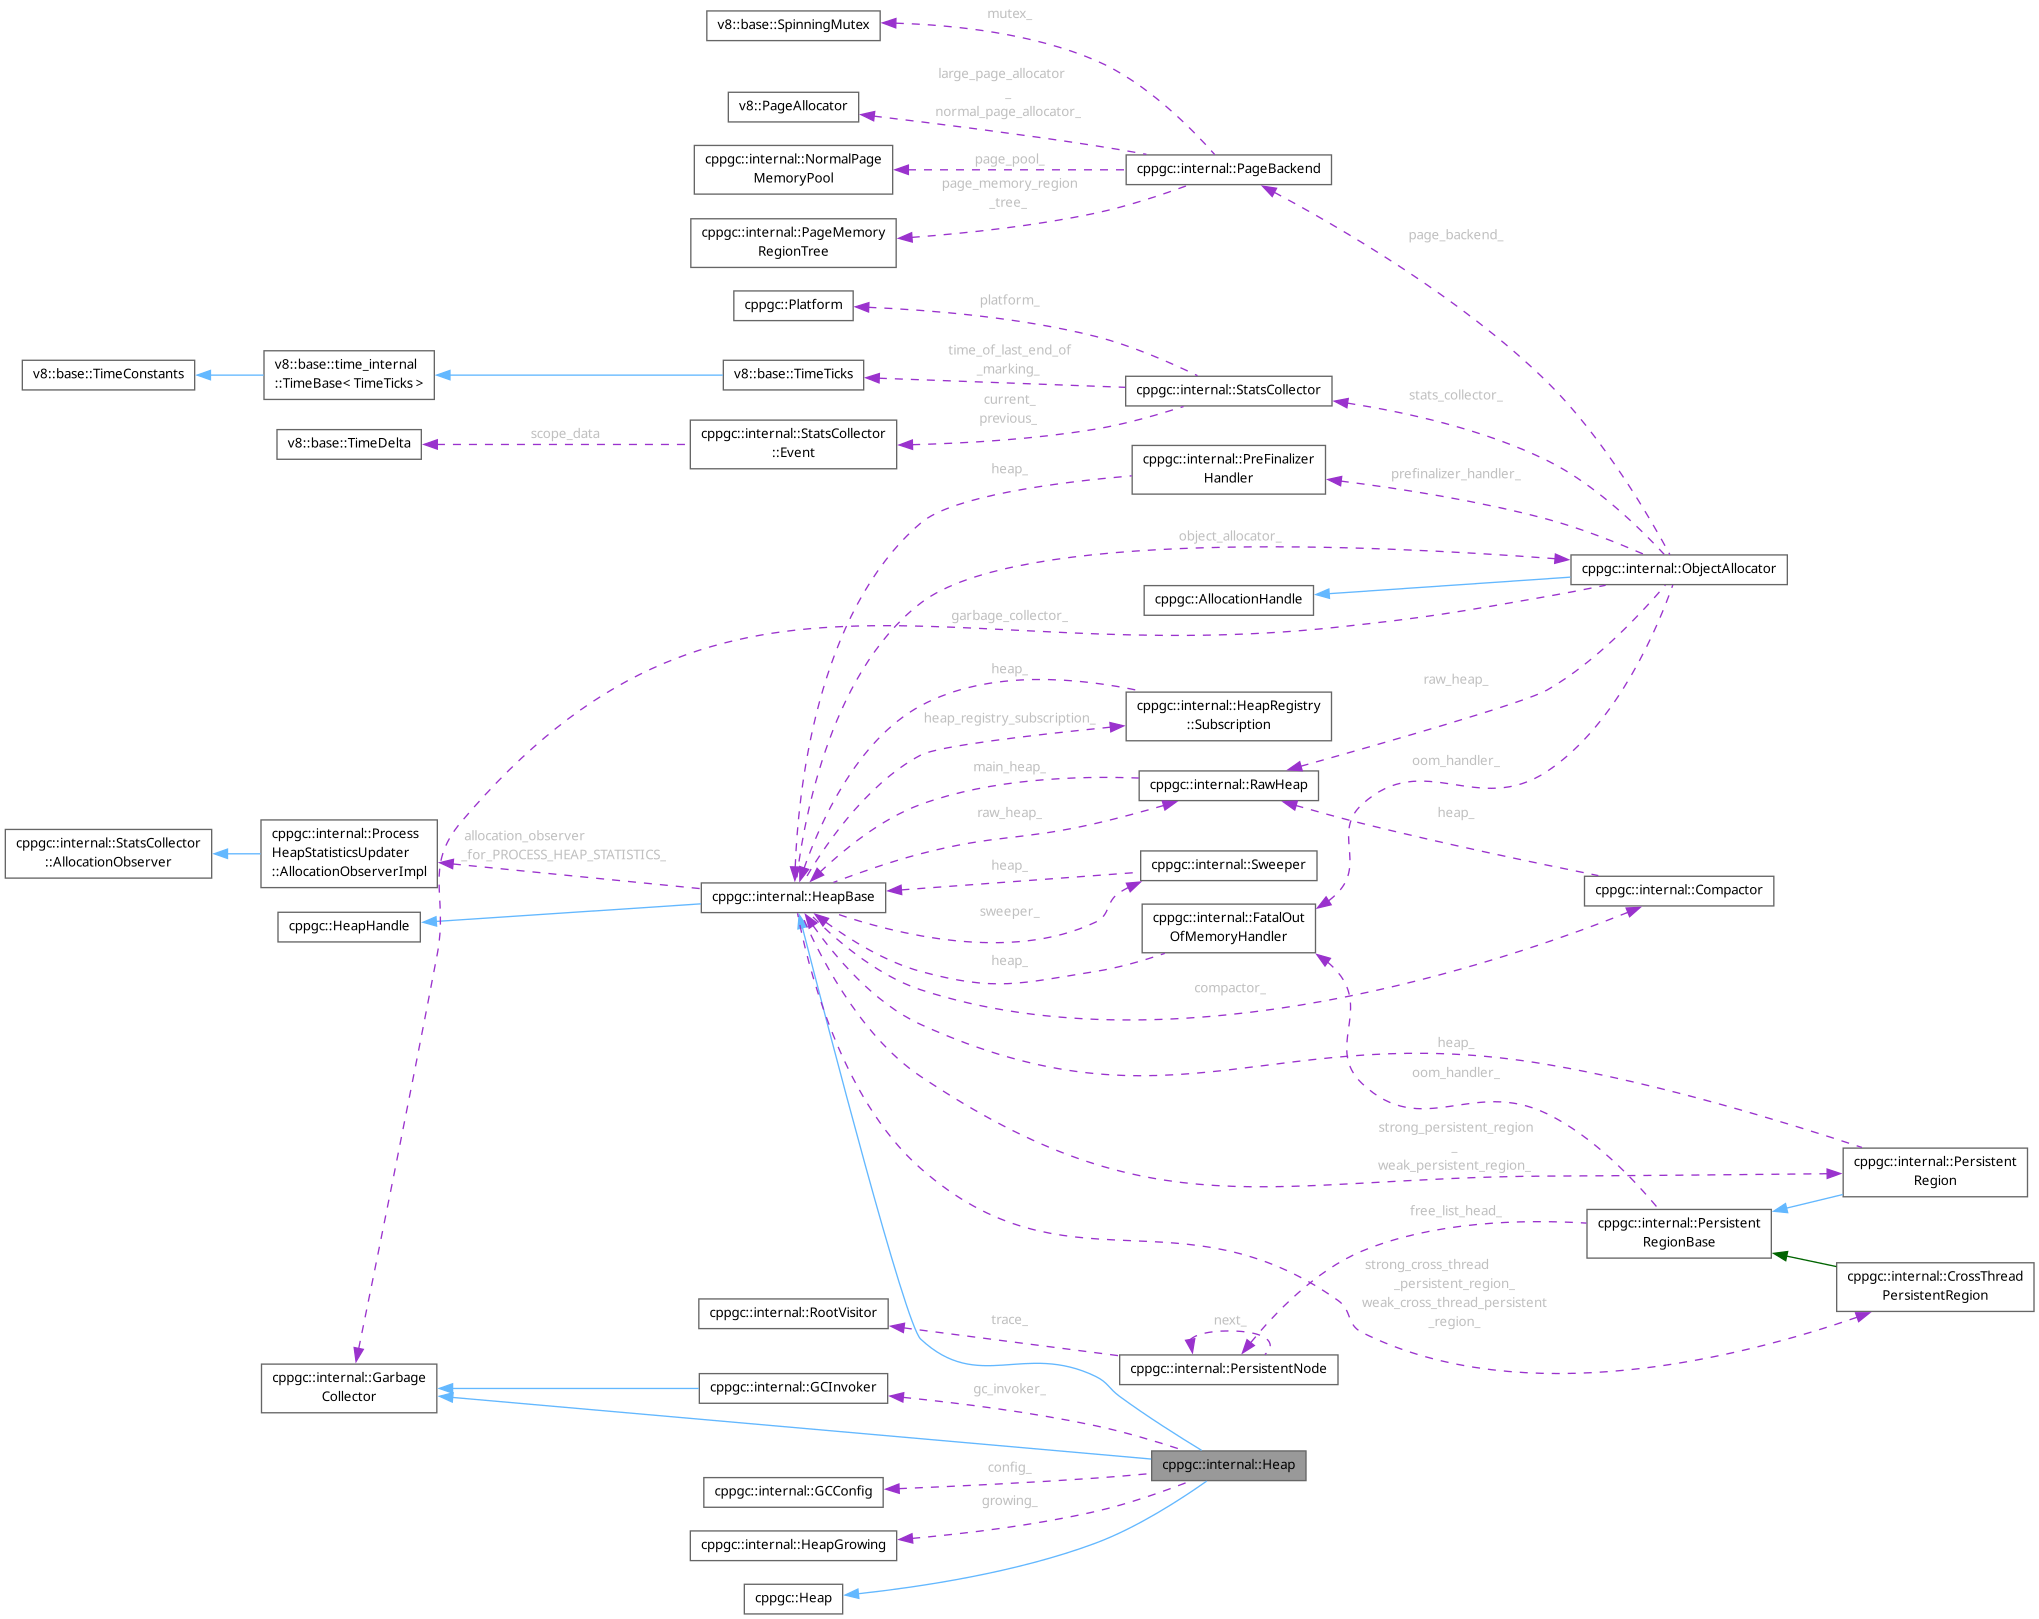 mutex_
v8::base::SpinningMutex
large_page_allocator
_
normal_page_allocator_
v8::PageAllocator
cppgc::internal::NormalPage
MemoryPool
page_pool_
cppgc::internal::PageBackend
page_memory_region
_tree_
cppgc::internal::PageMemory
RegionTree
page_backend_
cppgc::Platform
platform_
v8::base::TimeConstants
v8::base::time_internal
::TimeBase< TimeTicks >
v8::base::TimeTicks
time_of_last_end_of
_marking_
cppgc::internal::StatsCollector
stats_collector_
current_
previous_
v8::base::TimeDelta
scope_data
cppgc::internal::StatsCollector
::Event
heap_
cppgc::internal::PreFinalizer
Handler
prefinalizer_handler_
object_allocator_
cppgc::internal::ObjectAllocator
cppgc::AllocationHandle
garbage_collector_
heap_
raw_heap_
cppgc::internal::HeapRegistry
::Subscription
heap_registry_subscription_
main_heap_
oom_handler_
cppgc::internal::RawHeap
raw_heap_
heap_
cppgc::internal::StatsCollector
::AllocationObserver
cppgc::internal::Process
HeapStatisticsUpdater
::AllocationObserverImpl
allocation_observer
_for_PROCESS_HEAP_STATISTICS_
heap_
cppgc::internal::Sweeper
cppgc::internal::HeapBase
cppgc::internal::Compactor
cppgc::HeapHandle
sweeper_
cppgc::internal::FatalOut
OfMemoryHandler
heap_
compactor_
heap_
oom_handler_
strong_persistent_region
_
weak_persistent_region_
cppgc::internal::Persistent
Region
free_list_head_
cppgc::internal::Persistent
RegionBase
strong_cross_thread
_persistent_region_
weak_cross_thread_persistent
_region_
cppgc::internal::CrossThread
PersistentRegion
cppgc::internal::RootVisitor
trace_
next_
cppgc::internal::PersistentNode
cppgc::internal::Garbage
Collector
cppgc::internal::GCInvoker
gc_invoker_
cppgc::internal::Heap
config_
cppgc::internal::GCConfig
growing_
cppgc::internal::HeapGrowing
cppgc::Heap